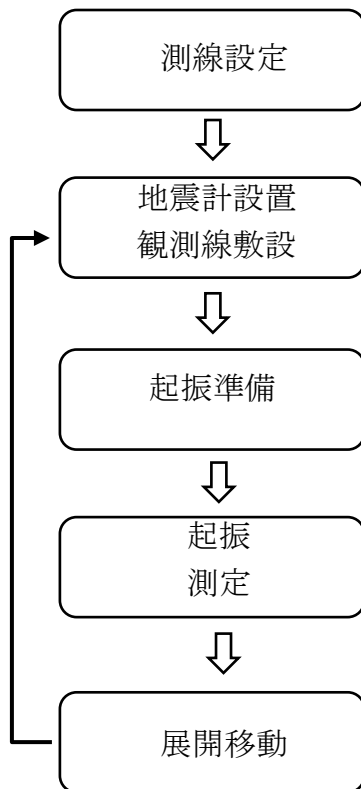 測線設定
地震計設置
観測線敷設
起振準備
起振
測定
展開移動